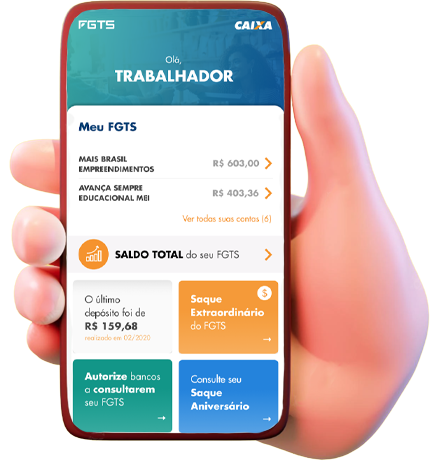 FGTS CAIXA
Olá,
TRABALHADOR
Meu FGTS
MAIS BRASIL R$ 603,00
EMPREENDIMENTOS
AVANÇA SEMPRE R$ 403,36
EDUCACIONAL MEI
Ver todas suas contas (6)
SALDO TOTAL do seu FGTS
O último
depósito foi de
R$ 159,68
realizado em 02/2020
$
Saque
Extraordinário
do FGTS
→
Autorize bancos
a consultarem
seu FGTS
→
Consulte seu
Saque
Aniversário
→